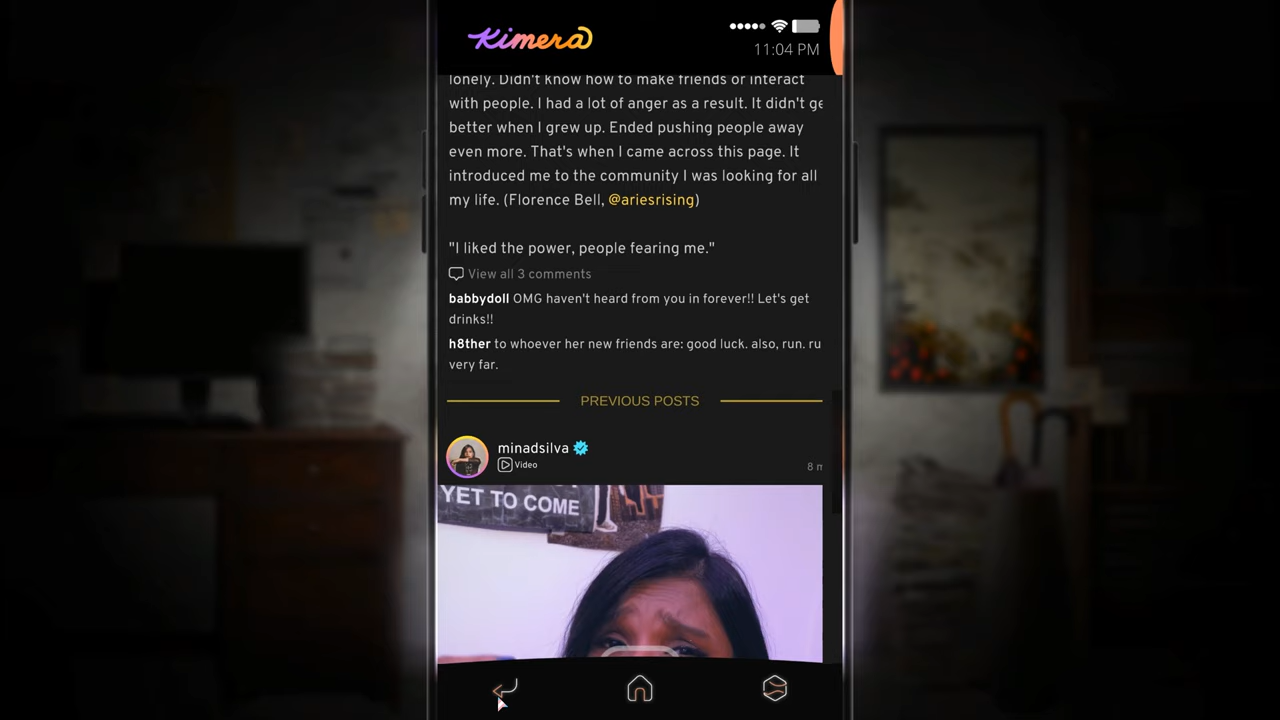 Kimera
11:04 PM
lonely. Didn't know how to make friends or interact
with people. I had a lot of anger as a result. It didn't ge
better when I grew up. Ended pushing people away
even more. That's when I came across this page. It
introduced me to the community I was looking for all
my life. (Florence Bell, @ariesrising)
"I liked the power, people fearing me."
View all 3 comments
babbydoll OMG haven't heard from you in forever!! Let's get
drinks!!
h8ther to whoever her new friends are: good luck. also, run. ru
very far.
PREVIOUS POSTS
minadsilva
Video
8 m
YET TO COME